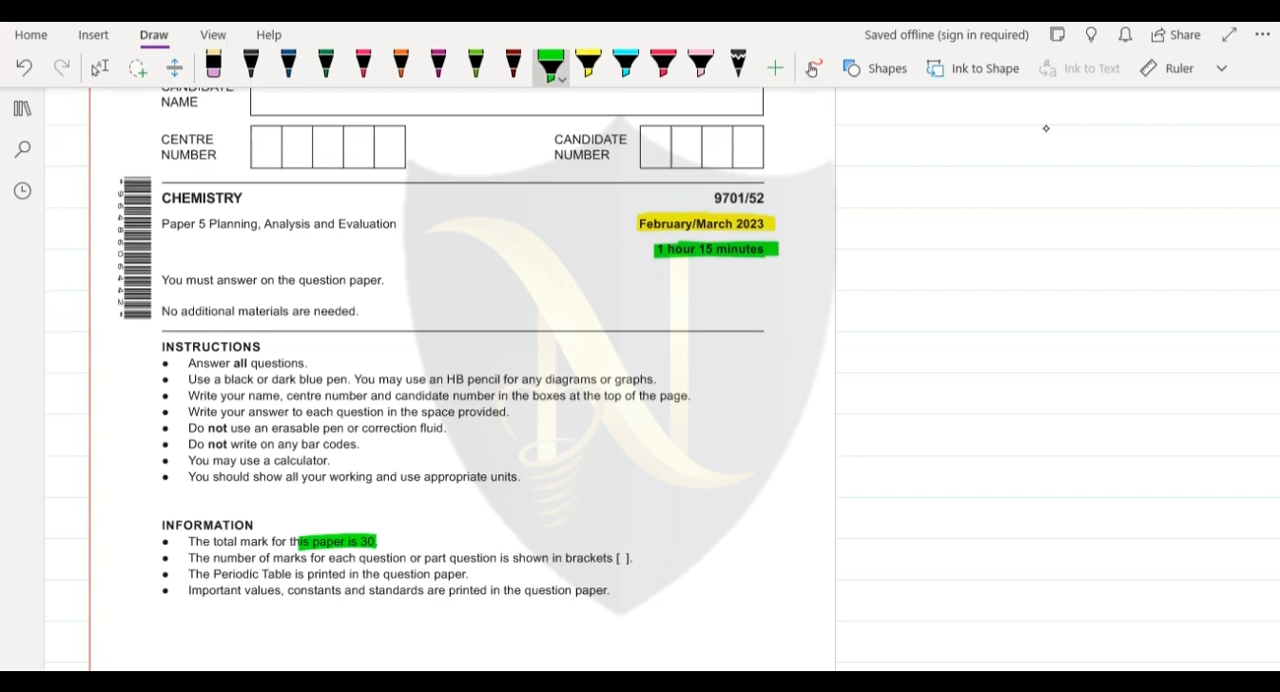 Home Insert Draw View Help Saved offline (sign in required) Share
Shapes Ink to Shape Ink to Text Ruler
CANDIDATE
NAME
CENTRE
NUMBER
CANDIDATE
NUMBER
CHEMISTRY 9701/52
Paper 5 Planning, Analysis and Evaluation February/March 2023
1 hour 15 minutes
You must answer on the question paper.
No additional materials are needed.
INSTRUCTIONS
• Answer all questions.
• Use a black or dark blue pen. You may use an HB pencil for any diagrams or graphs.
• Write your name, centre number and candidate number in the boxes at the top of the page.
• Write your answer to each question in the space provided.
• Do not use an erasable pen or correction fluid.
• Do not write on any bar codes.
• You may use a calculator.
• You should show all your working and use appropriate units.
INFORMATION
• The total mark for this paper is 30.
• The number of marks for each question or part question is shown in brackets [ ].
• The Periodic Table is printed in the question paper.
• Important values, constants and standards are printed in the question paper.